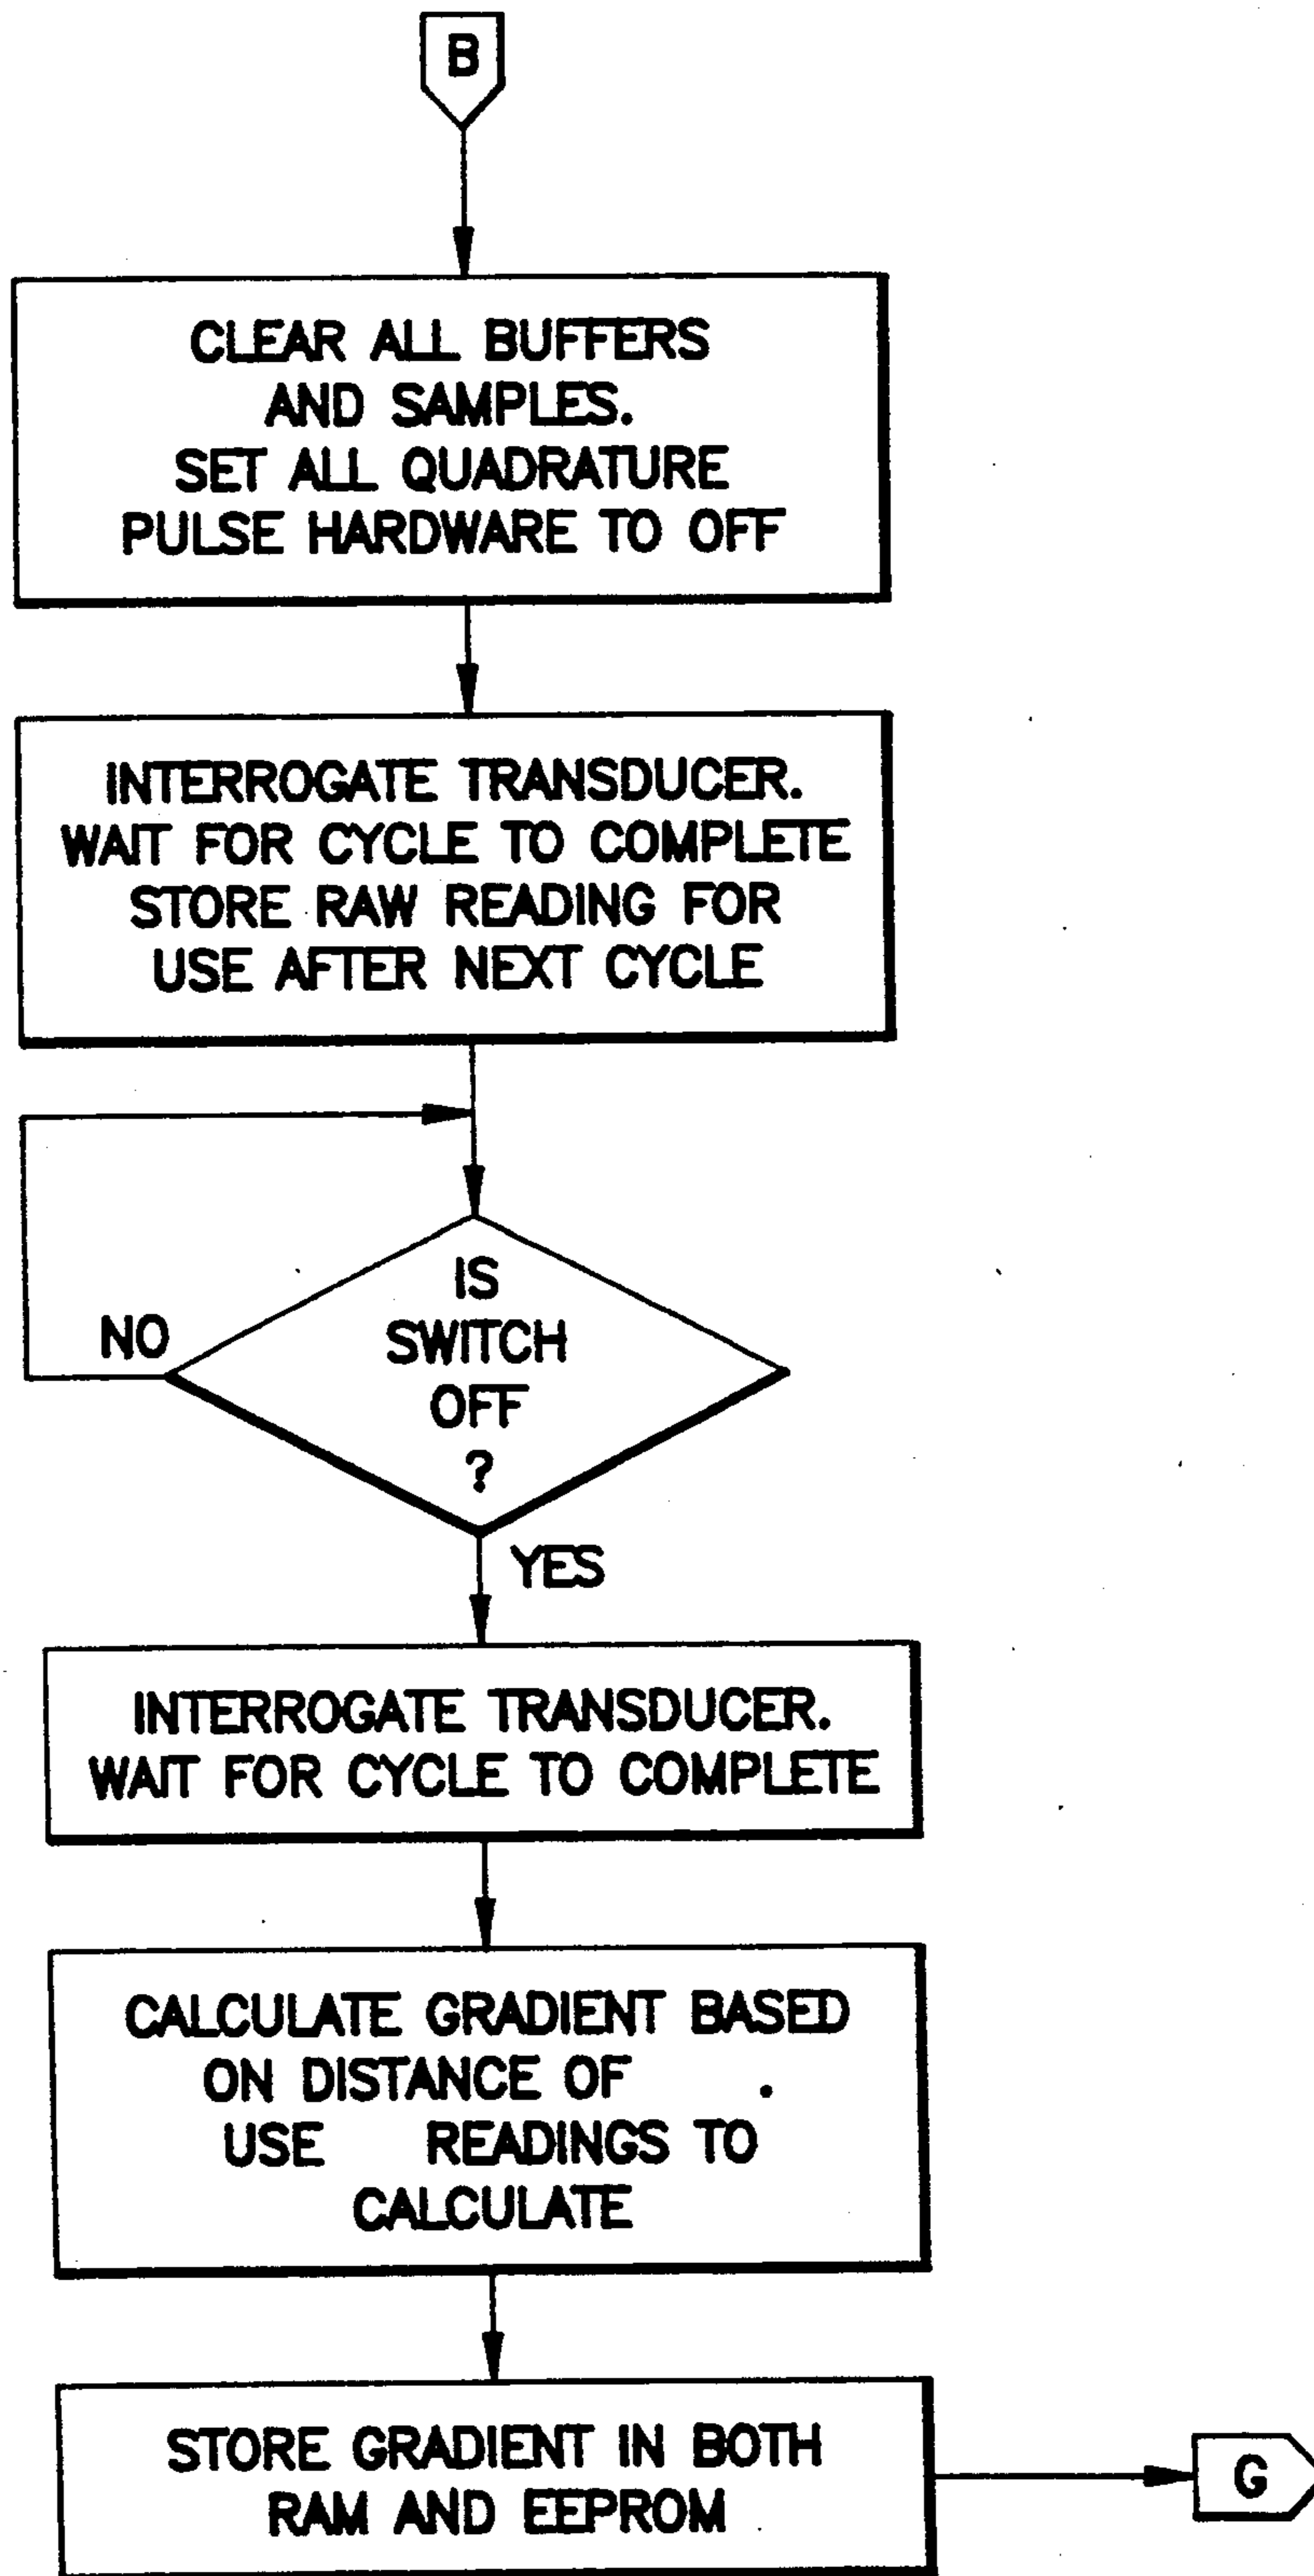 B
CLEAR ALL BUFFERS
AND SAMPLES.
SET ALL QUADRATURE
PULSE HARDWARE TO OFF
INTERROGATE TRANSDUCER.
WAIT FOR CYCLE TO COMPLETE
STORE RAW READING FOR
USE AFTER NEXT CYCLE
IS
SWITCH
OFF
?
NO
YES
INTERROGATE TRANSDUCER.
WAIT FOR CYCLE TO COMPLETE
CALCULATE GRADIENT BASED
ON DISTANCE OF .
USE READINGS TO
CALCULATE
STORE GRADIENT IN BOTH
RAM AND EEPROM
G